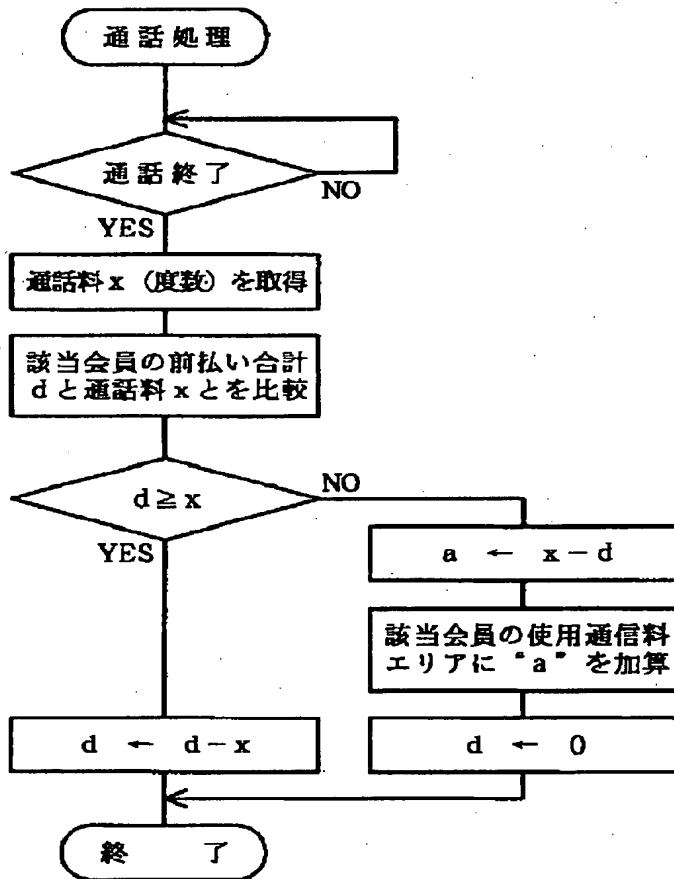 通話処理
通話終了
NO
YES
通話料x（度数）を取得
該当会員の前払い合計
dと通話料xとを比較
d≧x
NO
YES
a ← x−d
該当会員の使用通信料
エリアに“a”を加算
d ← d−x
d ← 0
終 了